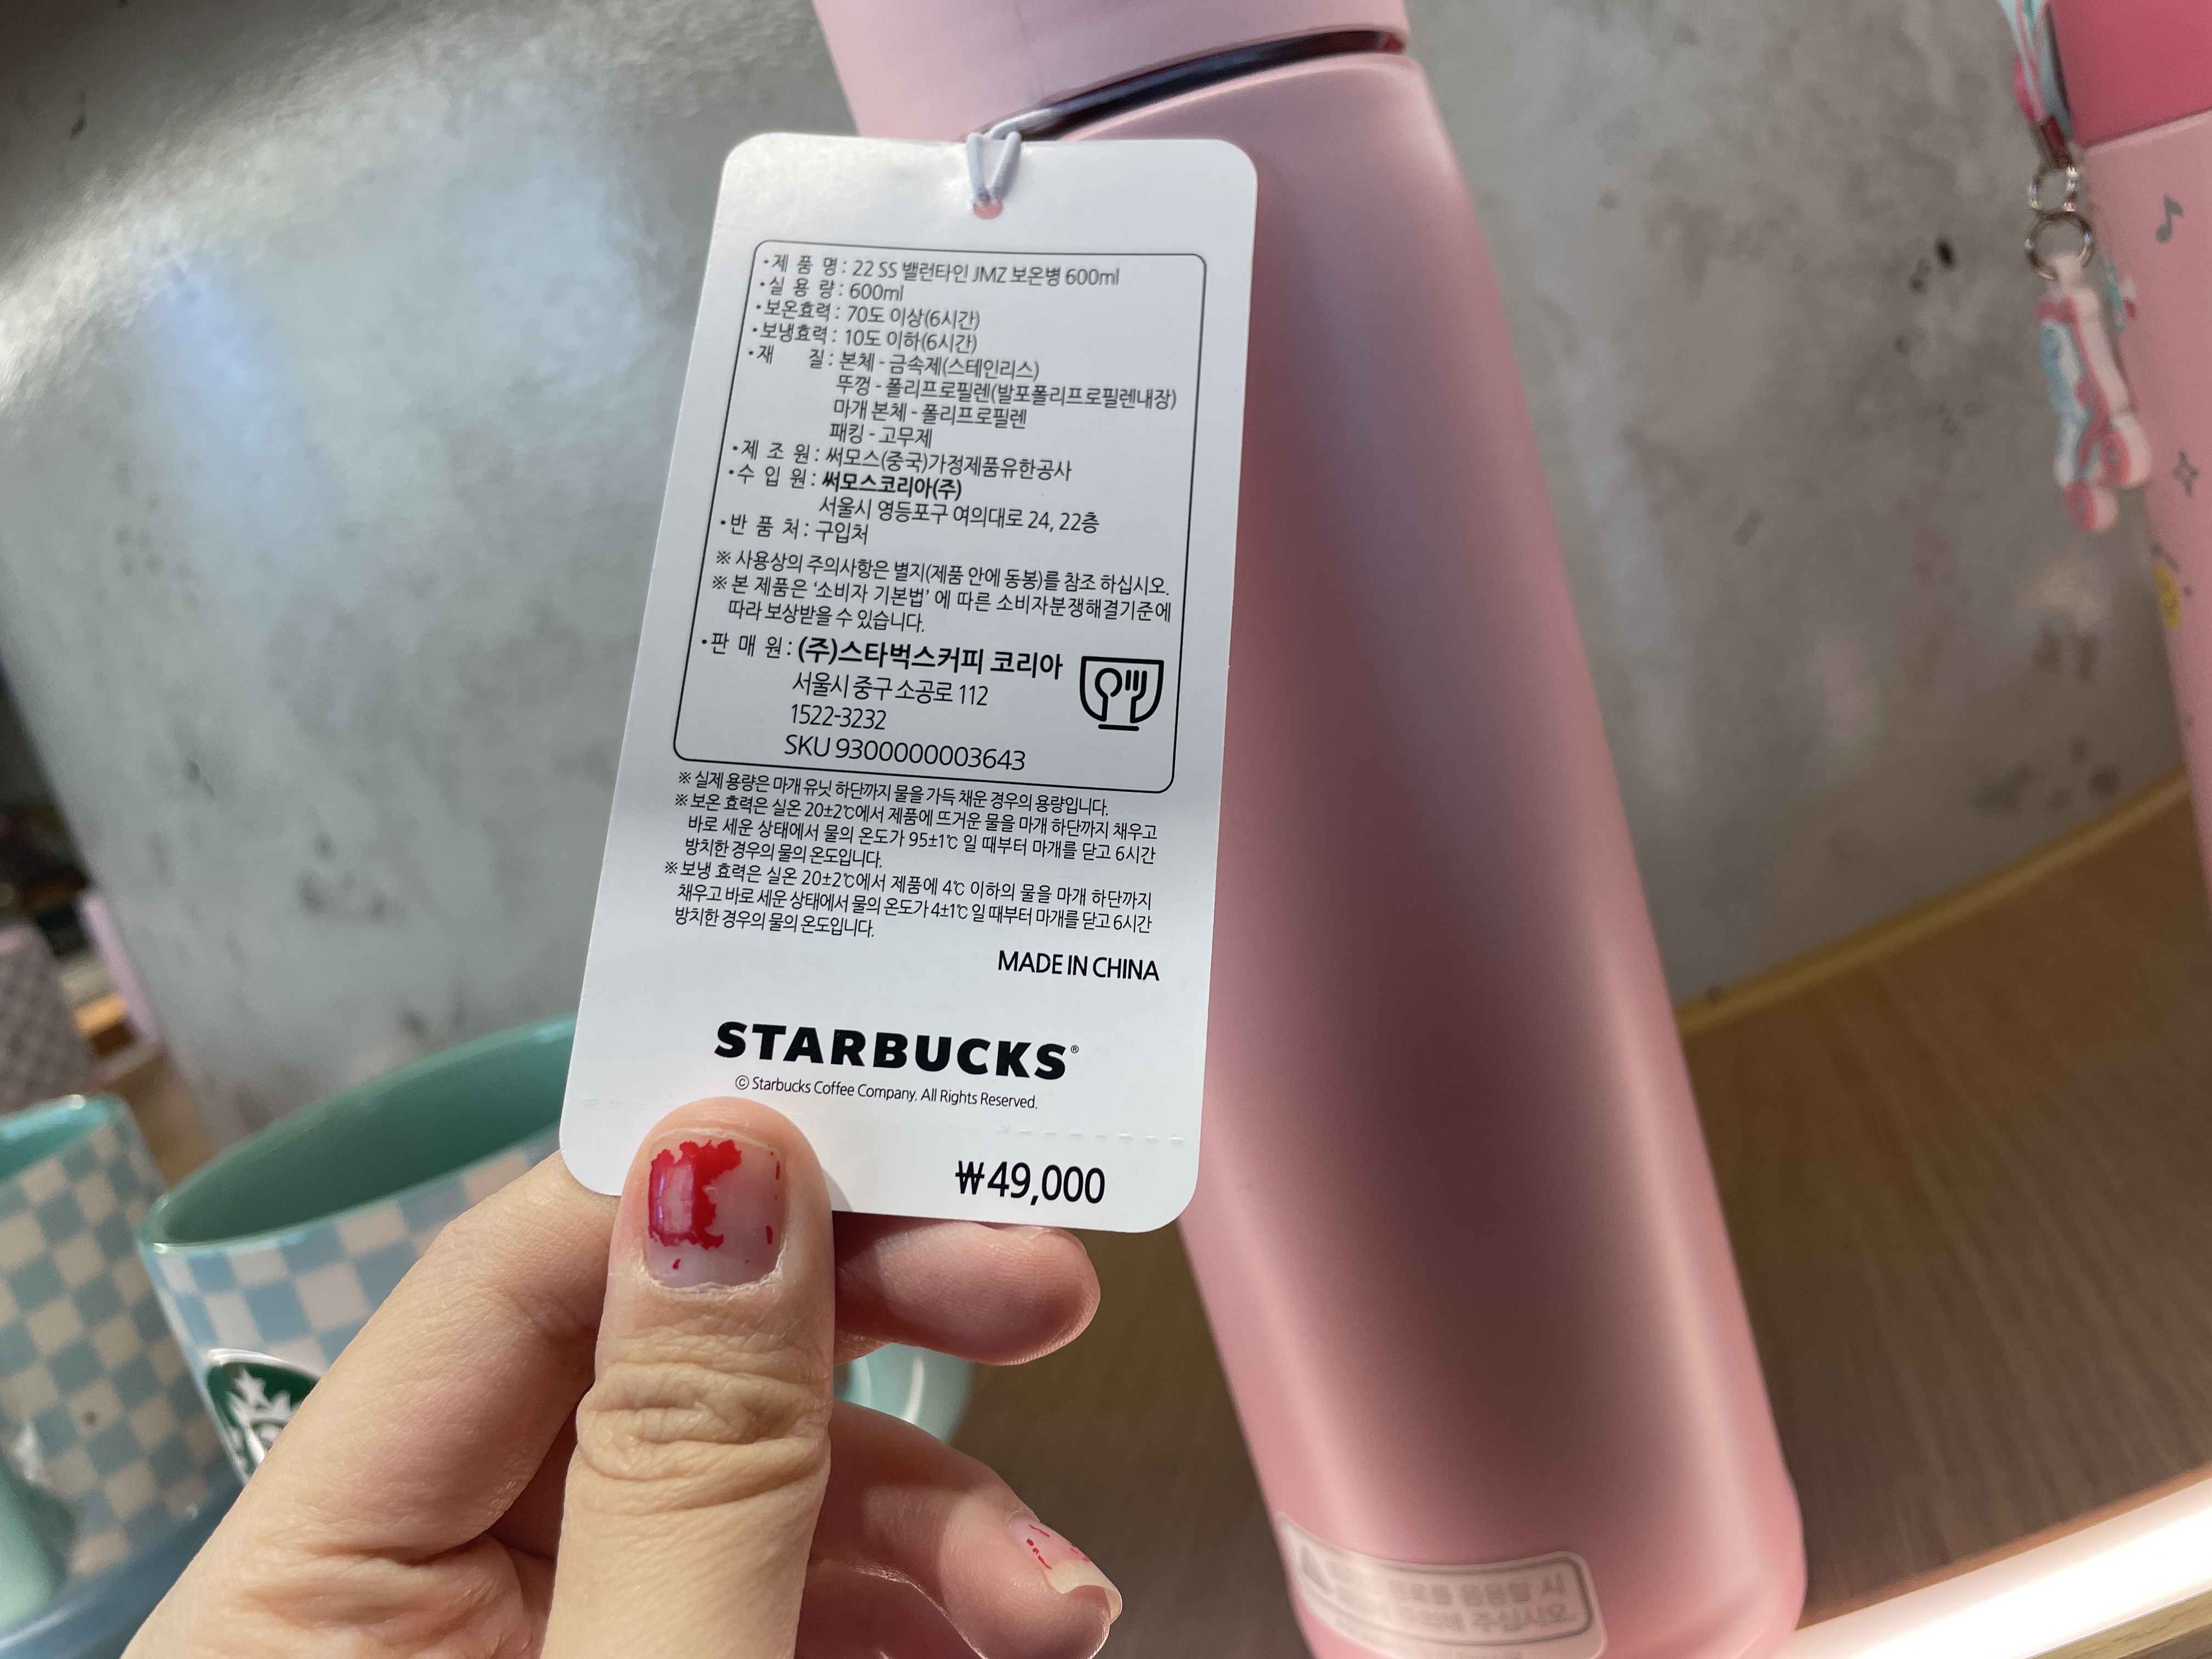 • 제 품 명 : 22 SS 밸런타인 JMZ 보온병 600ml
• 실 용 량 : 600ml
• 보온효력 : 70도 이상(6시간)
• 보냉효력 : 10도 이하(6시간)
• 재 질 : 본체 - 금속제(스테인리스)
뚜껑 - 폴리프로필렌(발포폴리프로필렌내장)
마개 본체 - 폴리프로필렌
패킹 - 고무제
• 제 조 원 : 써모스(중국)가정제품유한공사
• 수 입 원 : 써모스코리아(주)
서울시 영등포구 여의대로 24, 22층
• 반 품 처 : 구입처
※ 사용상의 주의사항은 별지(제품 안에 동봉)를 참조 하십시오.
※ 본 제품은 ‘소비자 기본법’ 에 따른 소비자분쟁해결기준에
따라 보상받을 수 있습니다.
• 판 매 원 : (주)스타벅스커피 코리아
서울시 중구 소공로 112
1522-3232
SKU 9300000003643
※ 실제 용량은 마개 유닛 하단까지 물을 가득 채운 경우의 용량입니다.
※ 보온 효력은 실온 20±2℃에서 제품에 뜨거운 물을 마개 하단까지 채우고
바로 세운 상태에서 물의 온도가 95±1℃ 일 때부터 마개를 닫고 6시간
방치한 경우의 물의 온도입니다.
※ 보냉 효력은 실온 20±2℃에서 제품에 4℃ 이하의 물을 마개 하단까지
채우고 바로 세운 상태에서 물의 온도가 4±1℃ 일 때부터 마개를 닫고 6시간
방치한 경우의 물의 온도입니다.
MADE IN CHINA
STARBUCKS®
© Starbucks Coffee Company. All Rights Reserved.
₩49,000
음용할 시
주십시오.